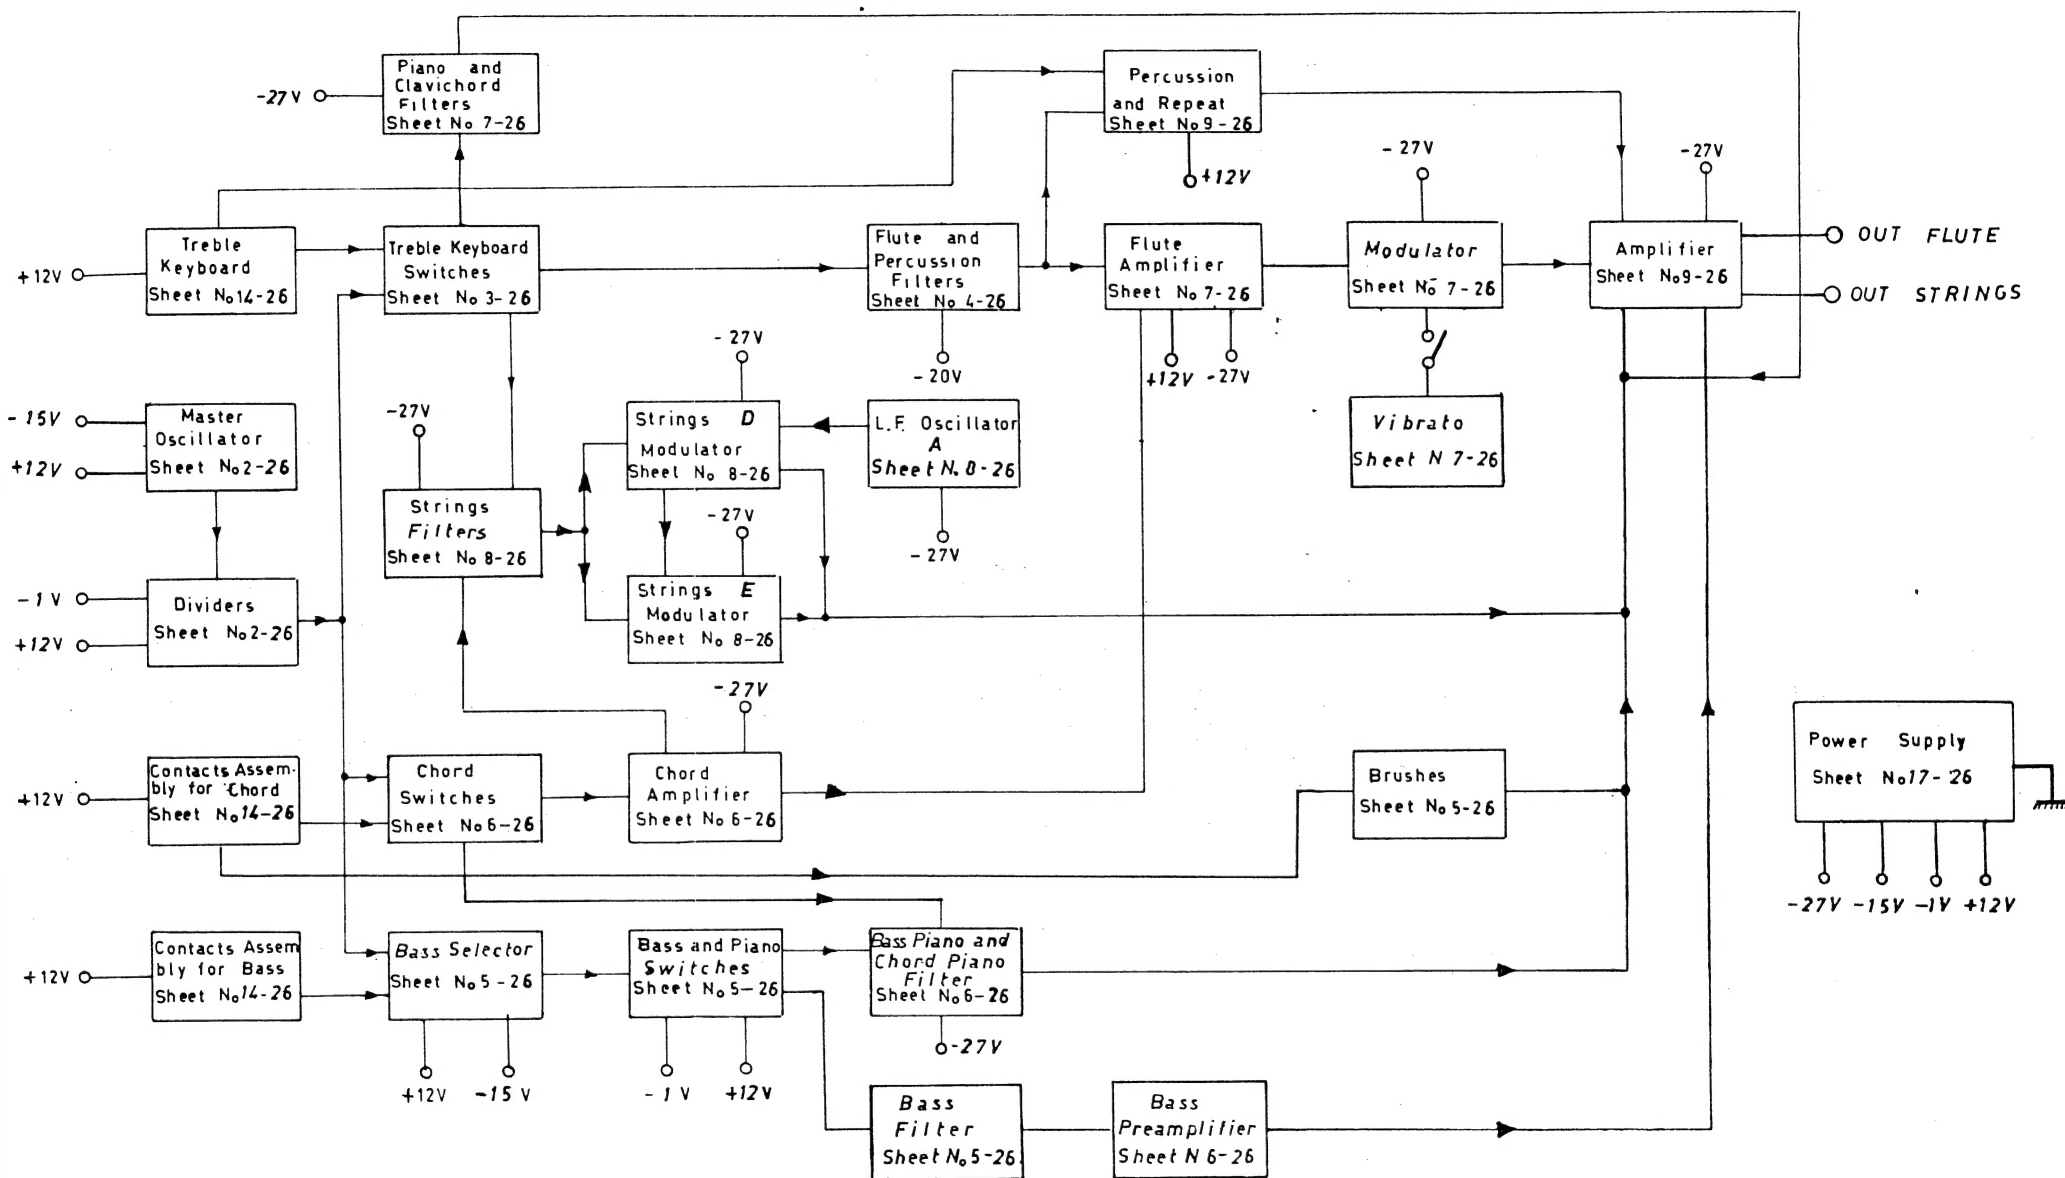 Piano and
Clavichord
Filters
Sheet No 7-26
-27V
Percussion
and Repeat
Sheet No 9-26
+12V
-27V
-27V
Treble
Keyboard
Sheet No 14-26
+12V
Treble Keyboard
Switches
Sheet No 3-26
Flute and
Percussion
Filters
Sheet No 4-26
-20V
Flute
Amplifier
Sheet No 7-26
+12V -27V
Modulator
Sheet No 7-26
Amplifier
Sheet No 9-26
OUT FLUTE
OUT STRINGS
Vibrato
Sheet N 7-26
-15V
+12V
Master
Oscillator
Sheet No 2-26
-27V
Strings
Filters
Sheet No 8-26
-27V
Strings D
Modulator
Sheet No 8-26
L.F. Oscillator
A
Sheet N. 8-26
-27V
-27V
Strings E
Modulator
Sheet No 8-26
-1V
+12V
Dividers
Sheet No 2-26
-27V
+12V
Contacts Assem-
bly for Chord
Sheet No 14-26
Chord
Switches
Sheet No 6-26
Chord
Amplifier
Sheet No 6-26
Brushes
Sheet No 5-26
Power Supply
Sheet No 17-26
-27V -15V -1V +12V
+12V
Contacts Assem
bly for Bass
Sheet No 14-26
Bass Selector
Sheet No 5-26
+12V -15V
Bass and Piano
Switches
Sheet No 5-26
-1V +12V
Bass Piano and
Chord Piano
Filter
Sheet No 6-26
-27V
Bass
Filter
Sheet No 5-26
Bass
Preamplifier
Sheet N 6-26